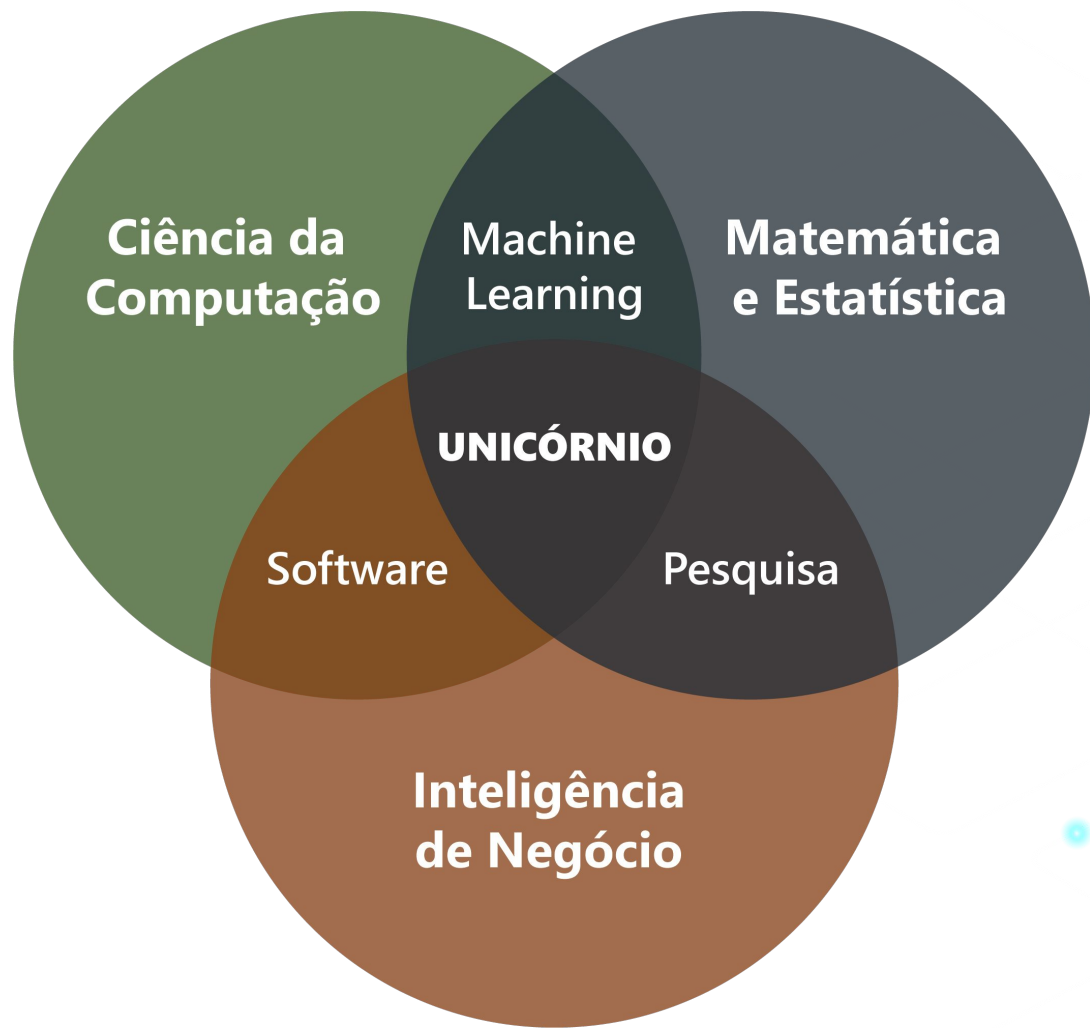 Ciência da
Computação
Machine
Learning
Matemática
e Estatística
UNICÓRNIO
Software
Pesquisa
Inteligência
de Negócio